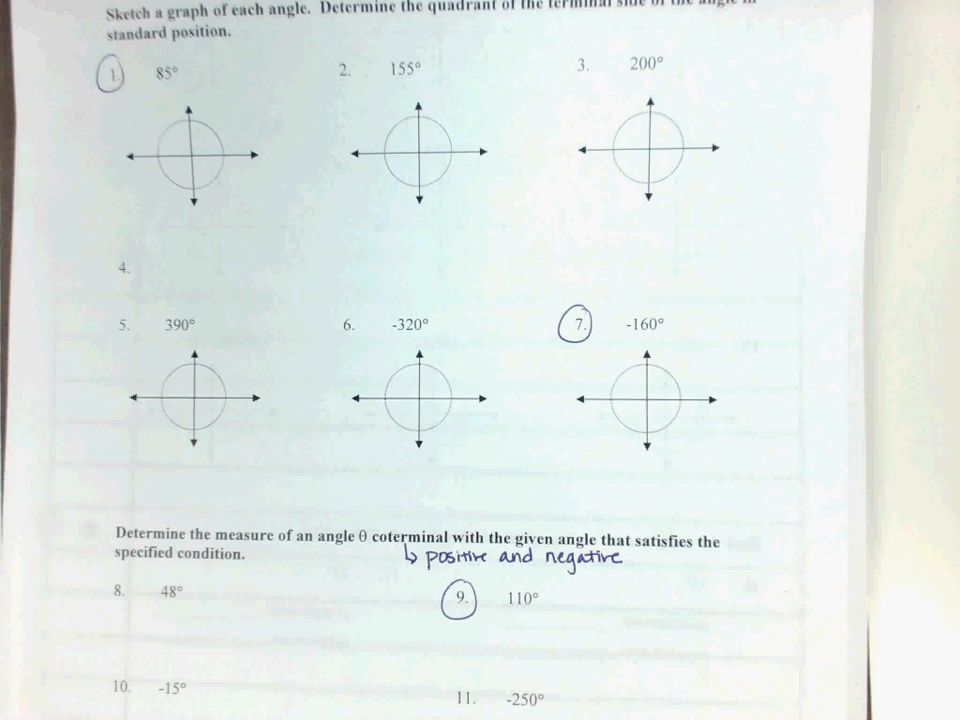 Sketch a graph of each angle. Determine the quadrant of the terminal side of the angle in
standard position.
1. 85° 2. 155° 3. 200°
4.
5. 390° 6. -320° 7. -160°
Determine the measure of an angle θ coterminal with the given angle that satisfies the
specified condition.
↳ positive and negative
8. 48° 9. 110°
10. -15° 11. -250°